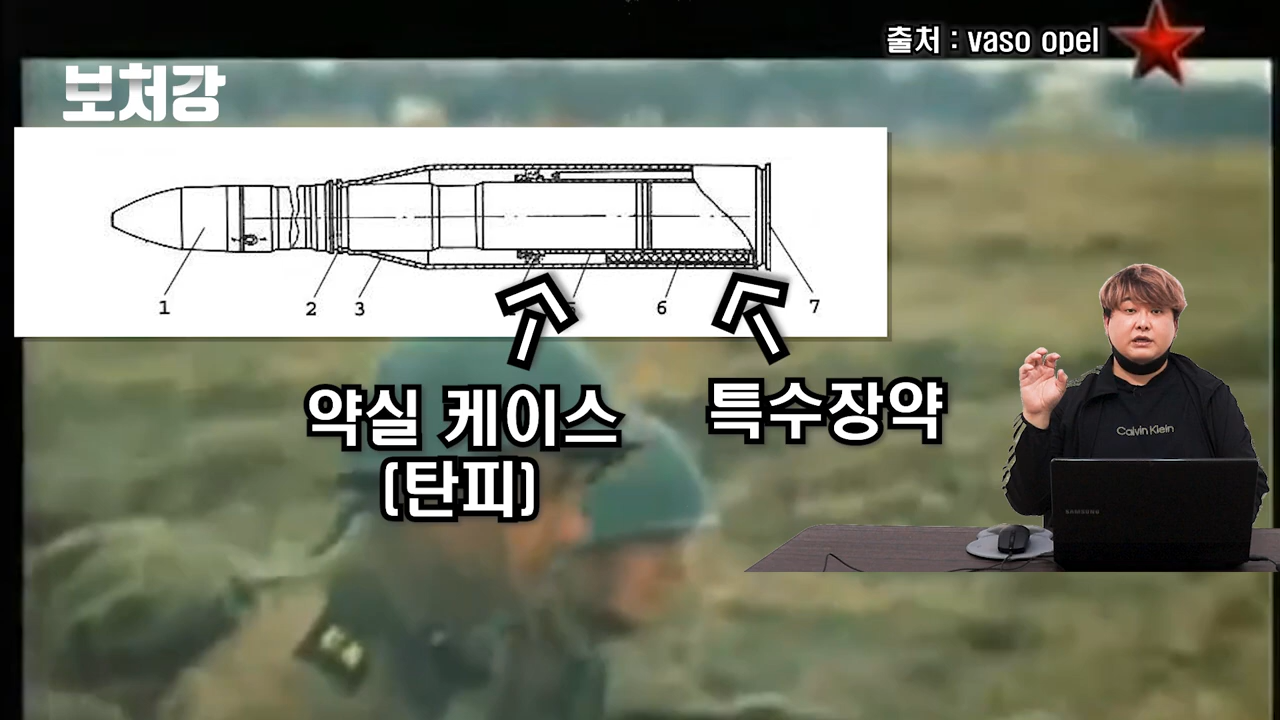 출처 : vaso opel
보처강
1 2 3 6 7
약실 케이스
(탄피)
특수장약
Calvin Klein
SAMSUNG